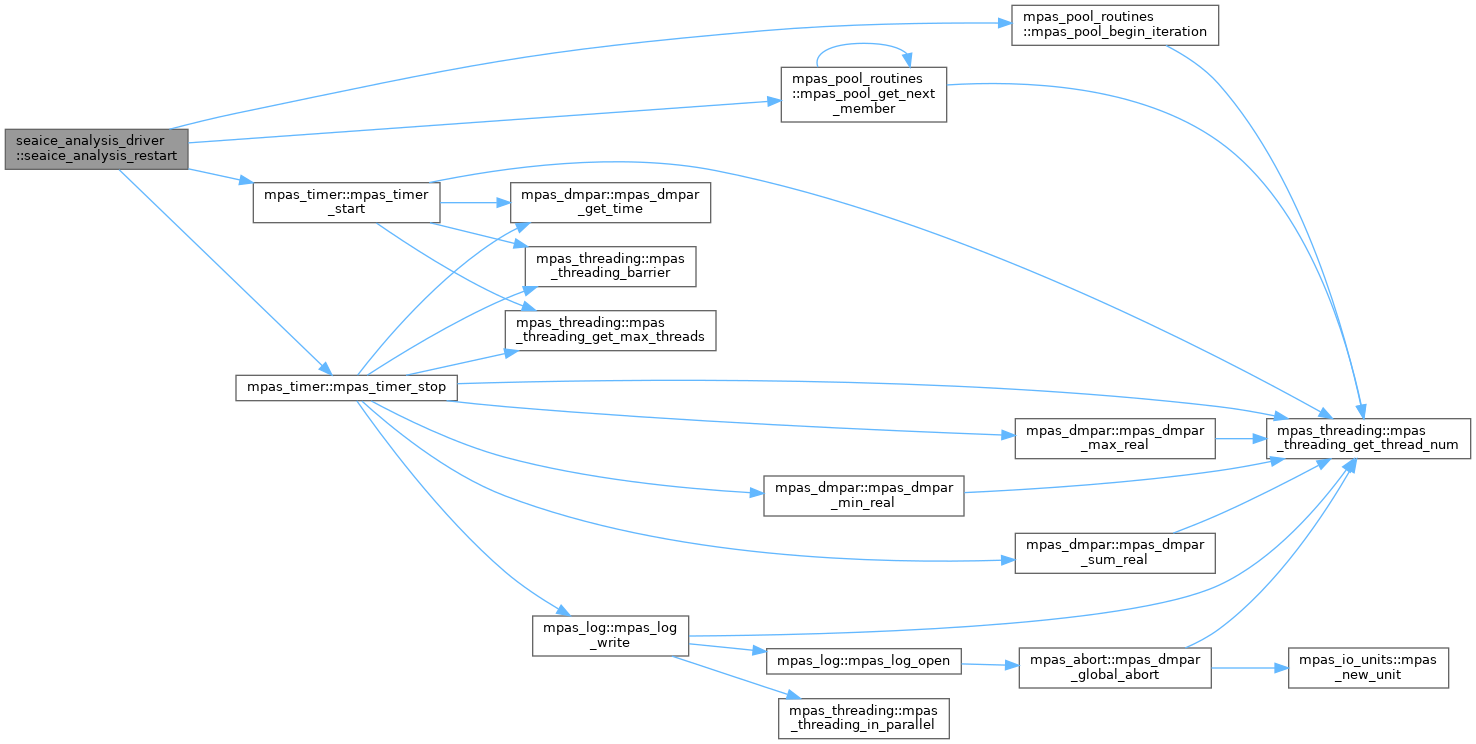 mpas_pool_routines
::mpas_pool_begin_iteration
mpas_pool_routines
::mpas_pool_get_next
_member
seaice_analysis_driver
::seaice_analysis_restart
mpas_timer::mpas_timer
_start
mpas_dmpar::mpas_dmpar
_get_time
mpas_threading::mpas
_threading_barrier
mpas_threading::mpas
_threading_get_max_threads
mpas_timer::mpas_timer_stop
mpas_dmpar::mpas_dmpar
_max_real
mpas_threading::mpas
_threading_get_thread_num
mpas_dmpar::mpas_dmpar
_min_real
mpas_dmpar::mpas_dmpar
_sum_real
mpas_log::mpas_log
_write
mpas_log::mpas_log_open
mpas_abort::mpas_dmpar
_global_abort
mpas_io_units::mpas
_new_unit
mpas_threading::mpas
_threading_in_parallel